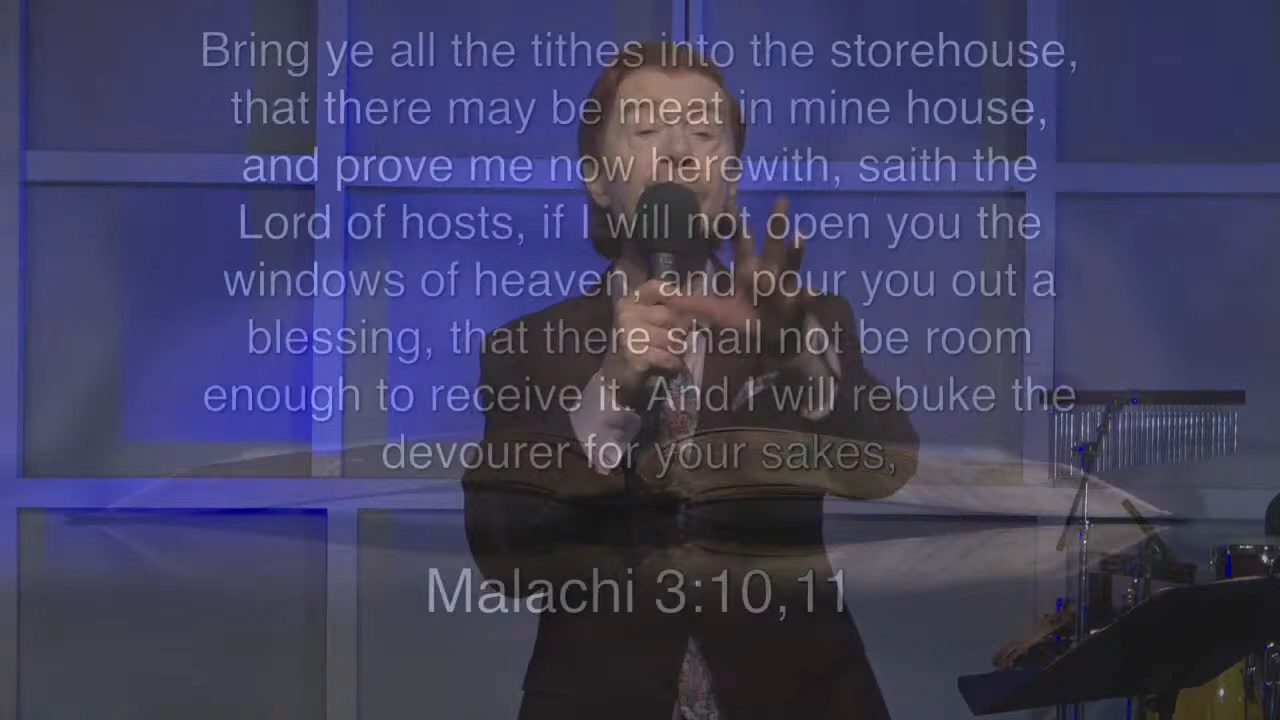 Bring ye all the tithes into the storehouse,
that there may be meat in mine house,
and prove me now herewith, saith the
Lord of hosts, if I will not open you the
windows of heaven, and pour you out a
blessing, that there shall not be room
enough to receive it. And I will rebuke the
devourer for your sakes,
Malachi 3:10,11